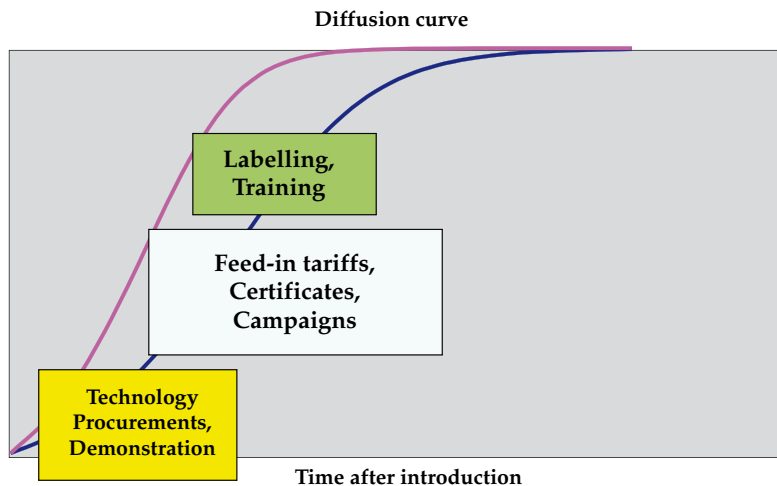 Diffusion curve
Labelling,
Training
Feed-in tariffs,
Certificates,
Campaigns
Technology
Procurements,
Demonstration
Time after introduction